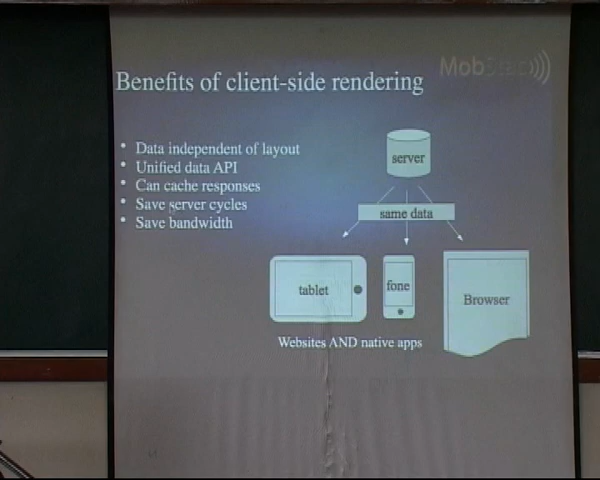 Benefits of client-side rendering
• Data independent of layout
• Unified data API
• Can cache responses
• Save server cycles
• Save bandwidth
server
same data
tablet
fone
Browser
Websites AND native apps